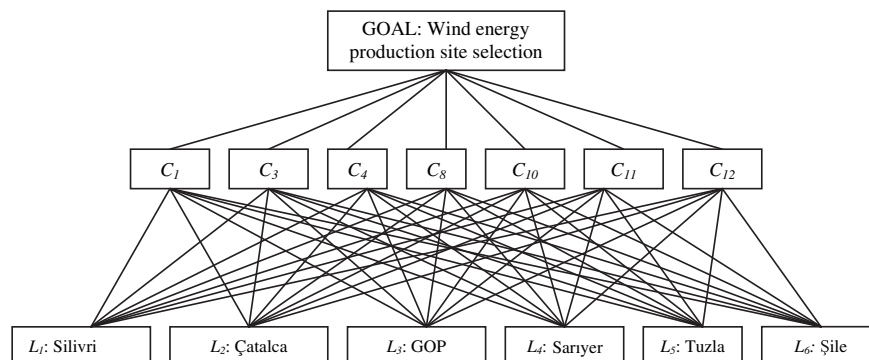 GOAL: Wind energy
production site selection
C1 C3 C4 C8 C10 C11 C12
L1: Silivri L2: Çatalca L3: GOP L4: Sarıyer L5: Tuzla L6: Şile